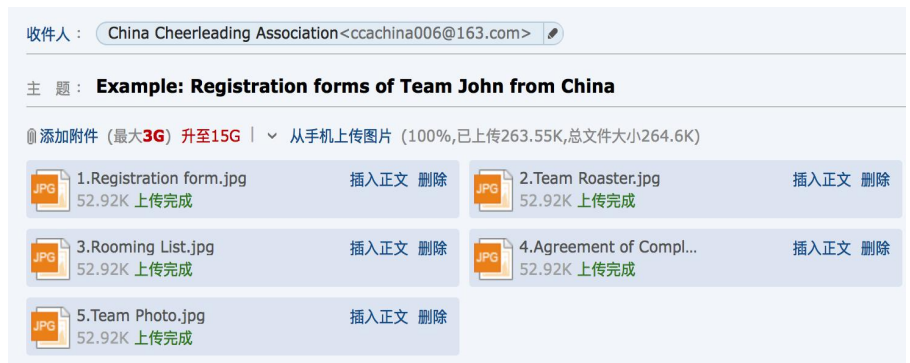 收件人： China Cheerleading Association<ccachina006@163.com>
主 题： Example: Registration forms of Team John from China
添加附件 (最大3G) 升至15G | 从手机上传图片 (100%,已上传263.55K,总文件大小264.6K)
JPG 1.Registration form.jpg 插入正文 删除
52.92K 上传完成
JPG 2.Team Roaster.jpg 插入正文 删除
52.92K 上传完成
JPG 3.Rooming List.jpg 插入正文 删除
52.92K 上传完成
JPG 4.Agreement of Compl... 插入正文 删除
52.92K 上传完成
JPG 5.Team Photo.jpg 插入正文 删除
52.92K 上传完成